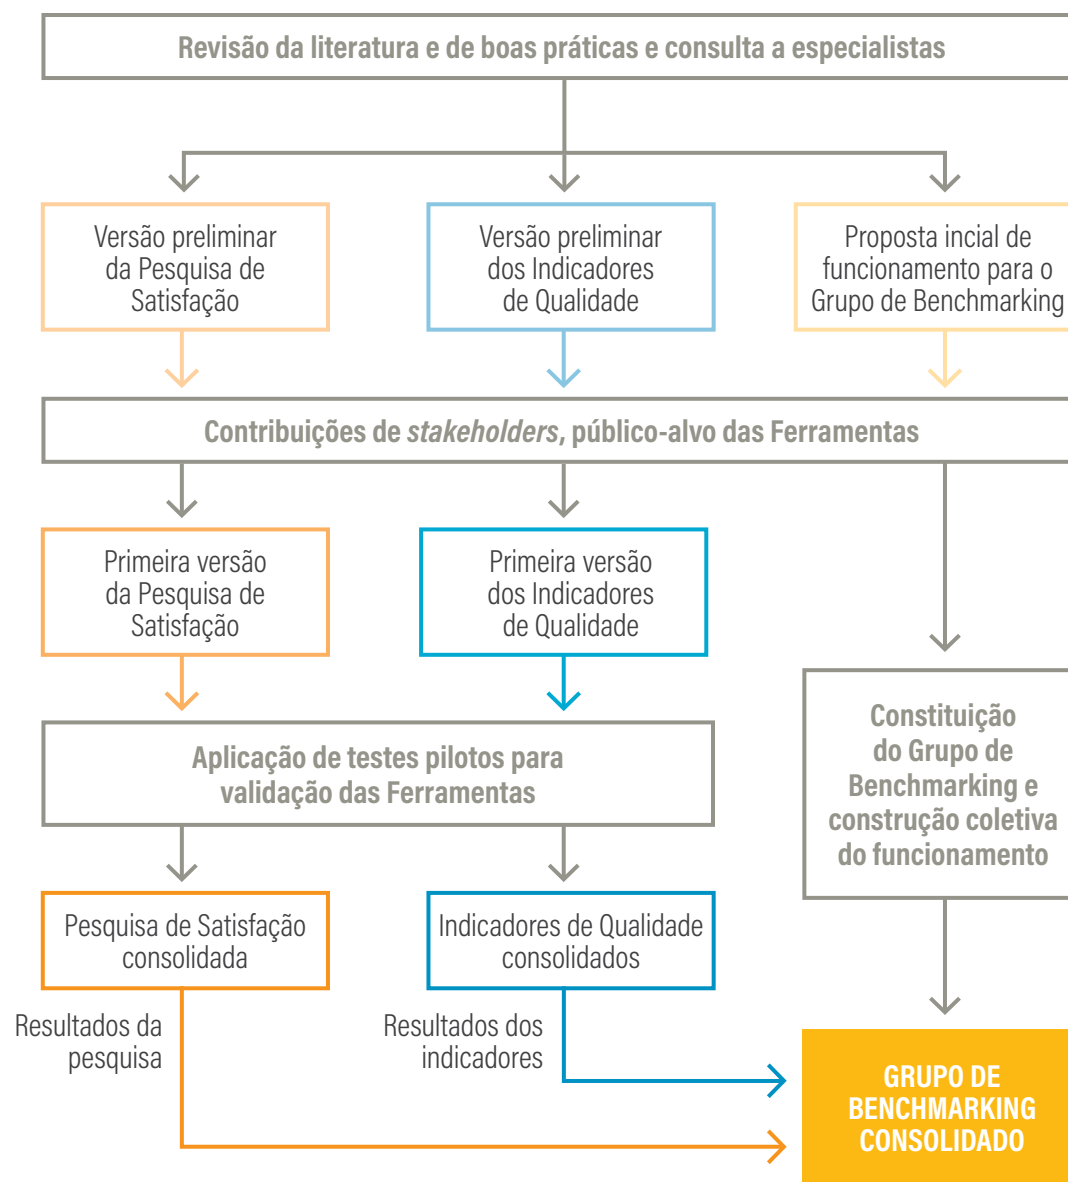 Revisão da literatura e de boas práticas e consulta a especialistas
Versão preliminar
da Pesquisa de
Satisfação
Versão preliminar
dos Indicadores
de Qualidade
Proposta incial de
funcionamento para o
Grupo de Benchmarking
Contribuições de stakeholders, público-alvo das Ferramentas
Primeira versão
da Pesquisa de
Satisfação
Primeira versão
dos Indicadores
de Qualidade
Aplicação de testes pilotos para
validação das Ferramentas
Constituição
do Grupo de
Benchmarking e
construção coletiva
do funcionamento
Pesquisa de Satisfação
consolidada
Indicadores de Qualidade
consolidados
Resultados da
pesquisa
Resultados dos
indicadores
GRUPO DE
BENCHMARKING
CONSOLIDADO